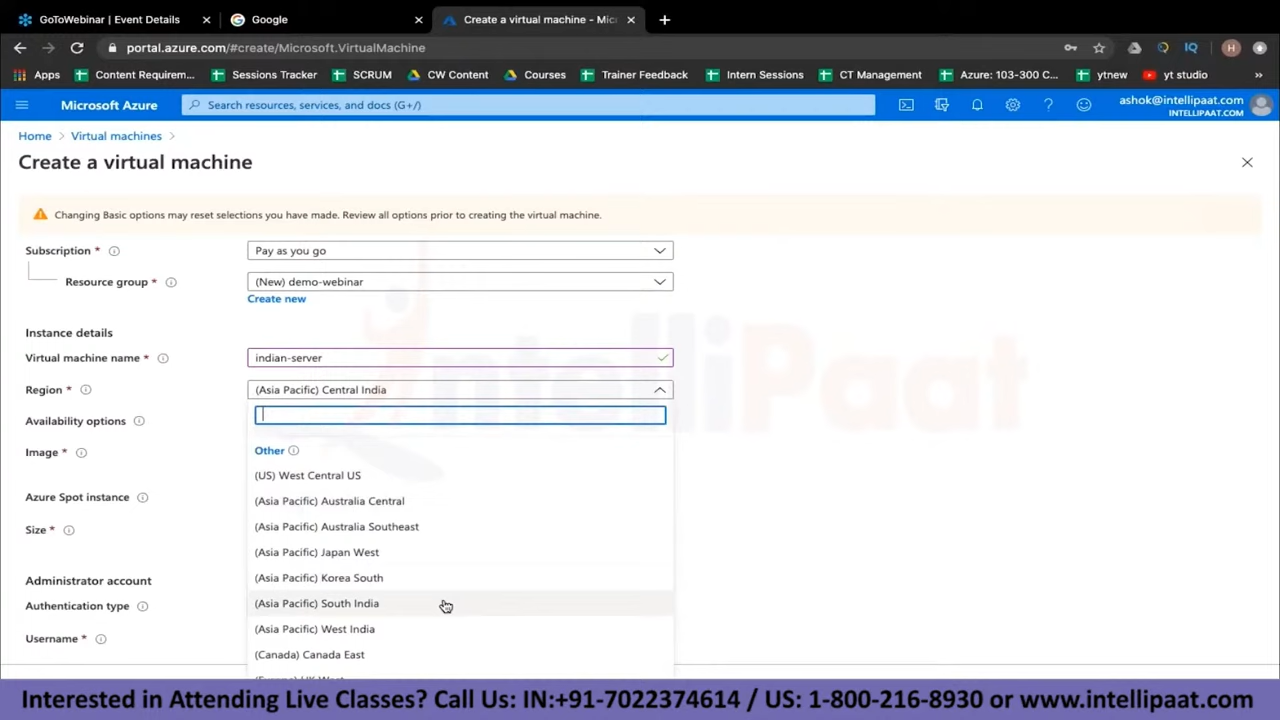 GoToWebinar | Event Details
Google
Create a virtual machine - Mic
portal.azure.com/#create/Microsoft.VirtualMachine
IQ
H
Apps
Content Requirem...
Sessions Tracker
SCRUM
CW Content
Courses
Trainer Feedback
Intern Sessions
CT Management
Azure: 103-300 C...
ytnew
yt studio
»
Microsoft Azure
Search resources, services, and docs (G+/)
ashok@intellipaat.com
INTELLIPAAT.COM
Home > Virtual machines >
Create a virtual machine
Changing Basic options may reset selections you have made. Review all options prior to creating the virtual machine.
Subscription *
Pay as you go
Resource group *
(New) demo-webinar
Create new
Instance details
Virtual machine name *
indian-server
Region *
(Asia Pacific) Central India
Availability options
Image *
Azure Spot instance
Size *
Administrator account
Authentication type
Username *
Other
(US) West Central US
(Asia Pacific) Australia Central
(Asia Pacific) Australia Southeast
(Asia Pacific) Japan West
(Asia Pacific) Korea South
(Asia Pacific) South India
(Asia Pacific) West India
(Canada) Canada East
(Europe) UK West
IntelliPaat
Interested in Attending Live Classes? Call Us: IN:+91-7022374614 / US: 1-800-216-8930 or www.intellipaat.com